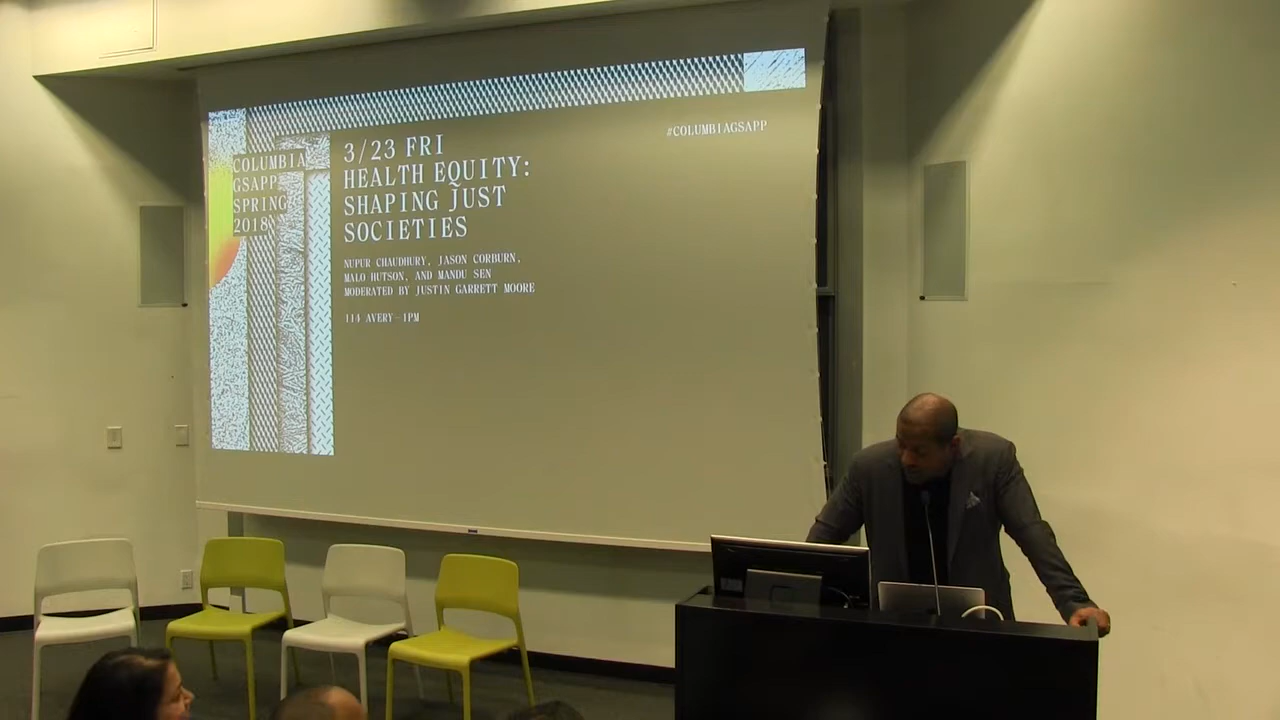 COLUMBIA
GSAPP
SPRING
2018
3/23 FRI
HEALTH EQUITY:
SHAPING JUST
SOCIETIES
NUPUR CHAUDHURY, JASON CORBURN,
MALO HUTSON, AND MANDU SEN
MODERATED BY JUSTIN GARRETT MOORE
114 AVERY—1PM
#COLUMBIAGSAPP